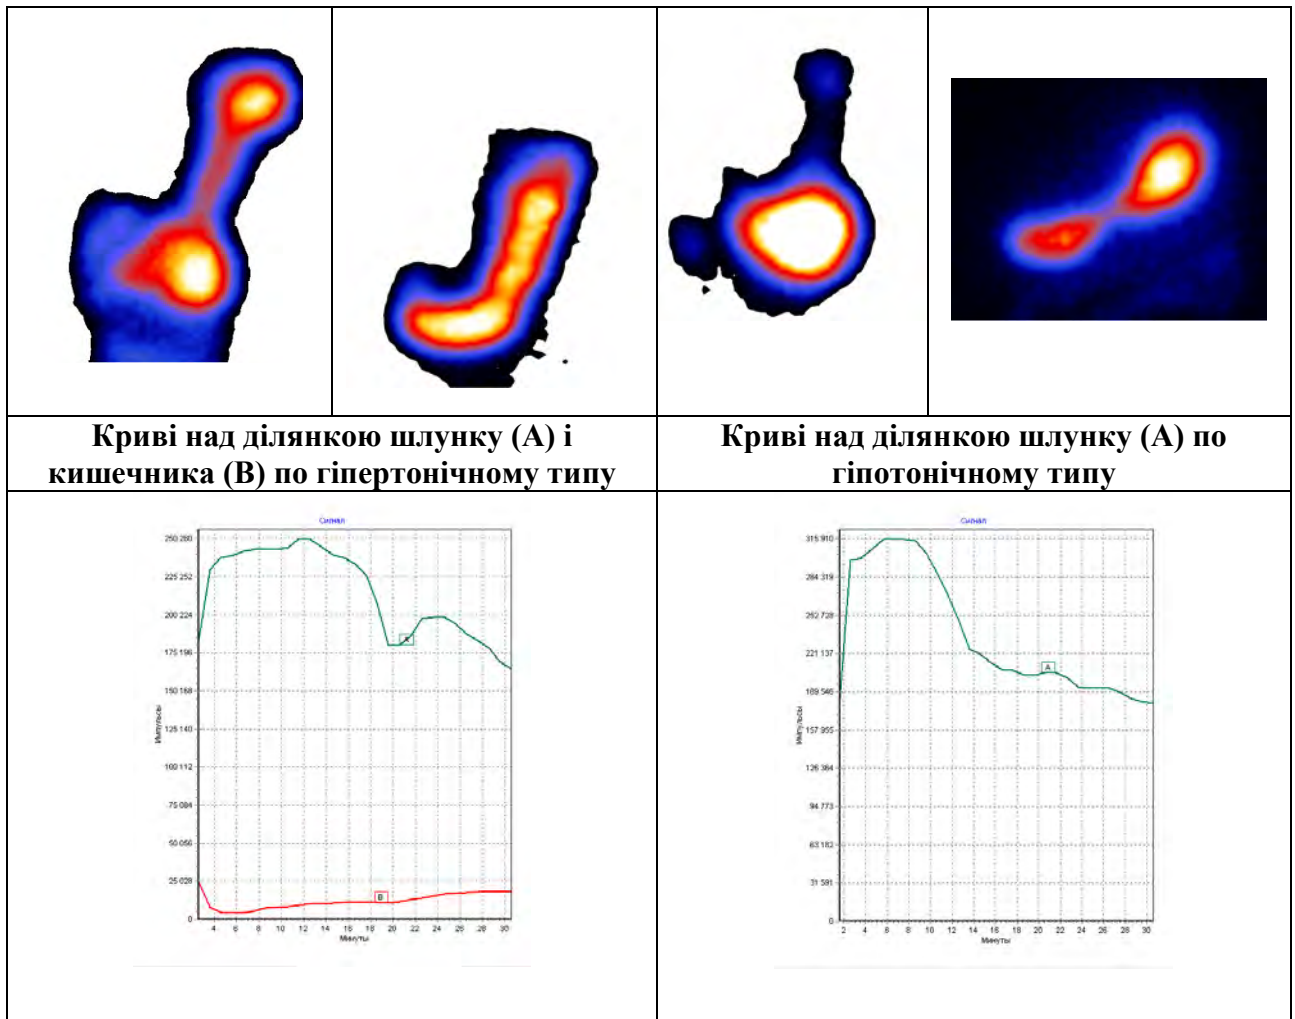 Криві над ділянкою шлунку (А) і
кишечника (В) по гіпертонічному типу
Криві над ділянкою шлунку (А) по
гіпотонічному типу
Сигнал
250 280
225 252
200 224
175 196
150 168
125 140
100 112
75 084
50 056
25 028
0
Импульсы
A
B
4 6 8 10 12 14 16 18 20 22 24 26 28 30
Минуты
Сигнал
315 910
284 319
252 728
221 137
189 546
157 955
126 364
94 773
63 182
31 591
0
Импульсы
A
2 4 6 8 10 12 14 16 18 20 22 24 26 28 30
Минуты